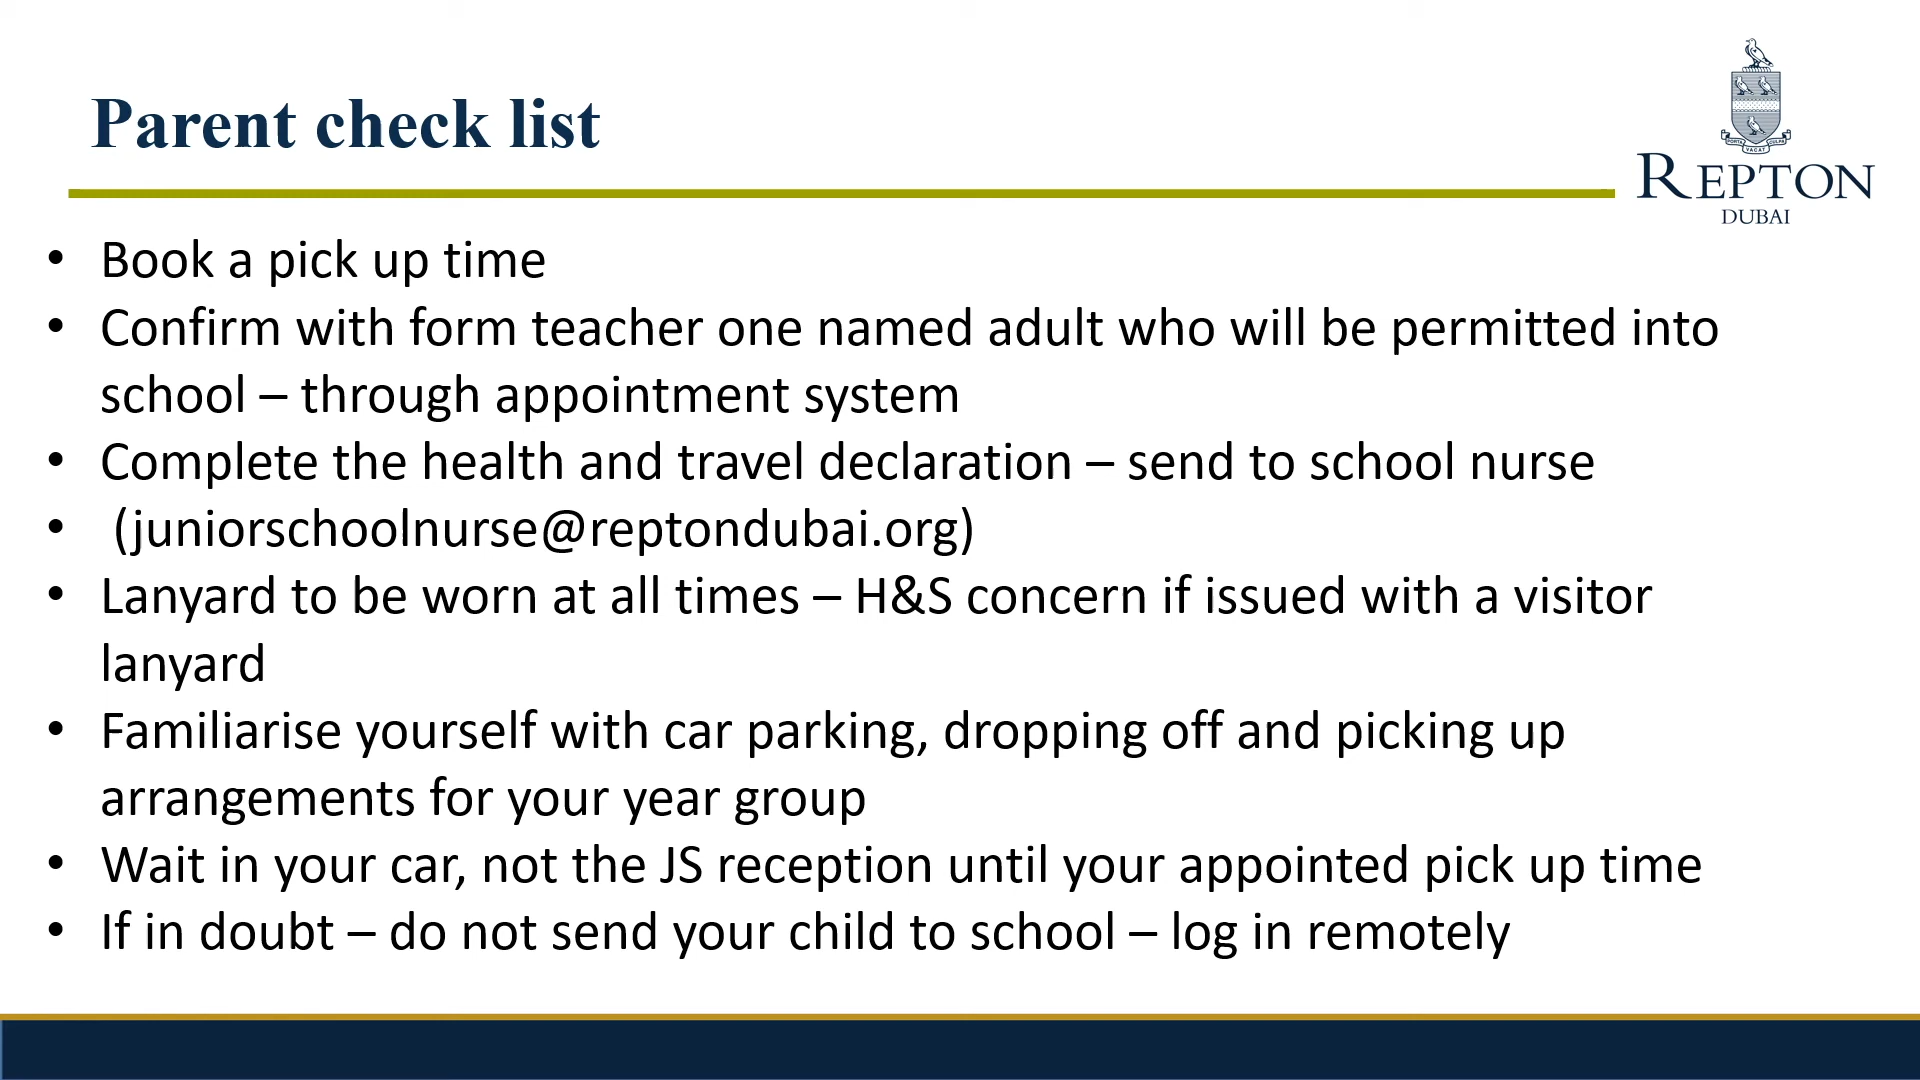 Parent check list
PORTA VACAT CULPA
REPTON
DUBAI
• Book a pick up time
• Confirm with form teacher one named adult who will be permitted into
school – through appointment system
• Complete the health and travel declaration – send to school nurse
• (juniorschoolnurse@reptondubai.org)
• Lanyard to be worn at all times – H&S concern if issued with a visitor
lanyard
• Familiarise yourself with car parking, dropping off and picking up
arrangements for your year group
• Wait in your car, not the JS reception until your appointed pick up time
• If in doubt – do not send your child to school – log in remotely